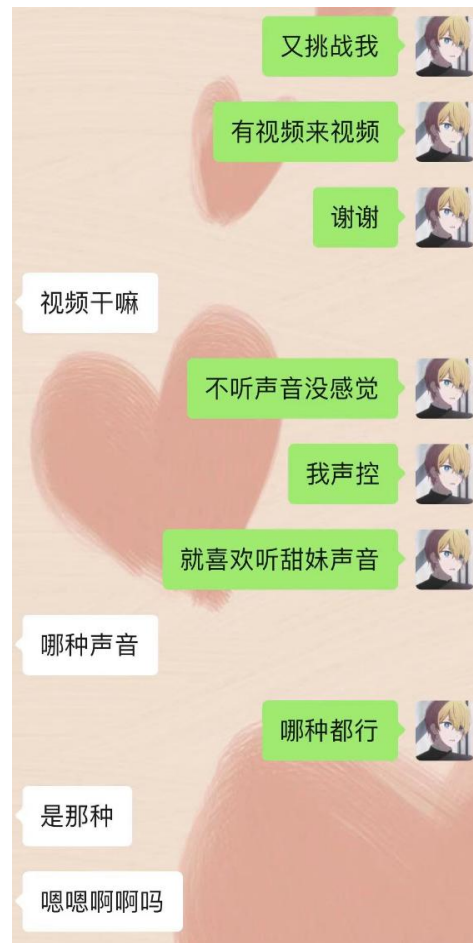 又挑战我
有视频来视频
谢谢
视频干嘛
不听声音没感觉
我声控
就喜欢听甜妹声音
哪种声音
哪种都行
是那种
嗯嗯啊啊吗